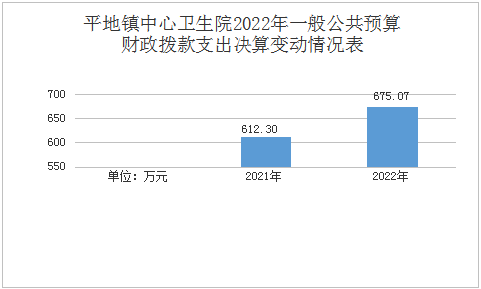 平地镇中心卫生院2022年一般公共预算
财政拨款支出决算变动情况表
700
675.07
650
612.30
600
550
单位：万元
2021年
2022年